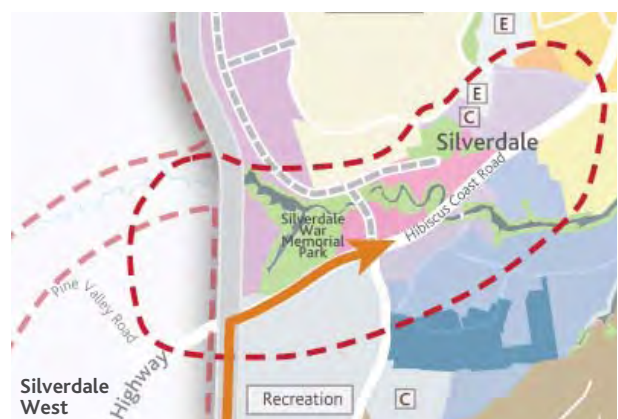 E
E
C
Silverdale
Hibiscus Coast Road
Silverdale
War
Memorial
Park
Pine Valley Road
Highway
Silverdale
West
Recreation
C